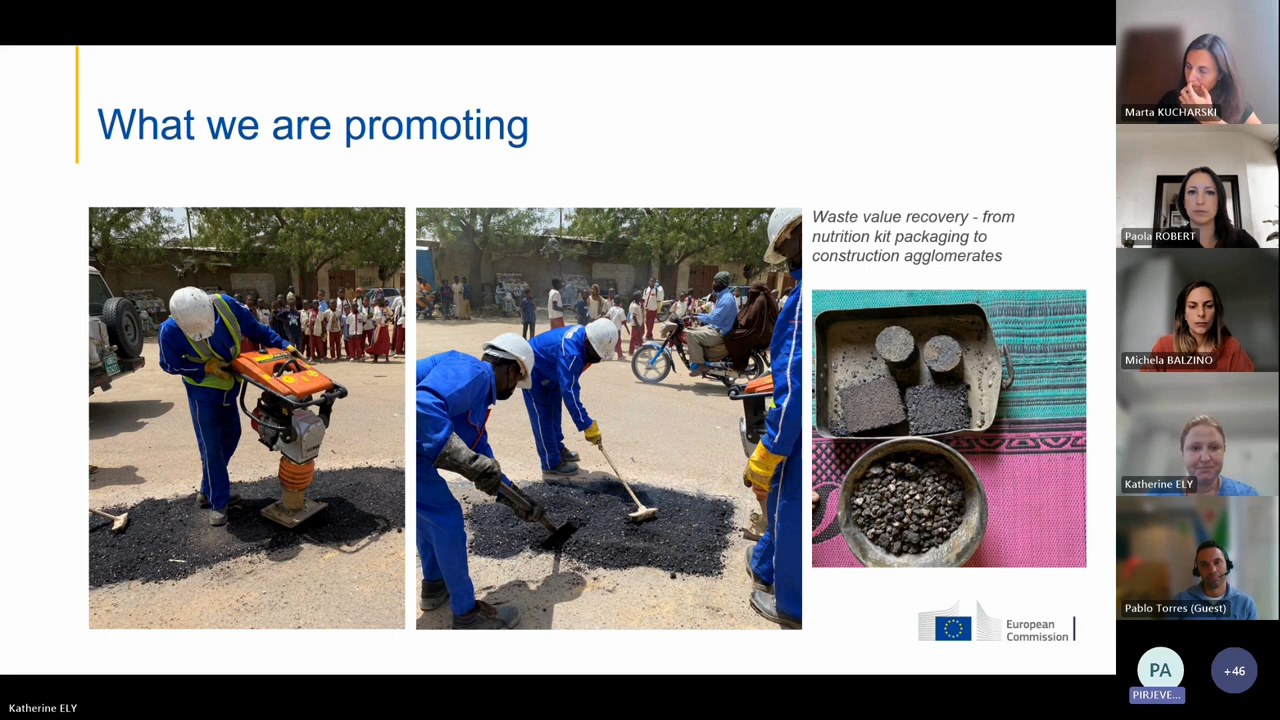 What we are promoting
Waste value recovery - from
nutrition kit packaging to
construction agglomerates
European
Commission
Marta KUCHARSKI
Paola ROBERT
Michela BALZINO
Katherine ELY
Pablo Torres (Guest)
PA
PIRJEVE...
+46
Katherine ELY